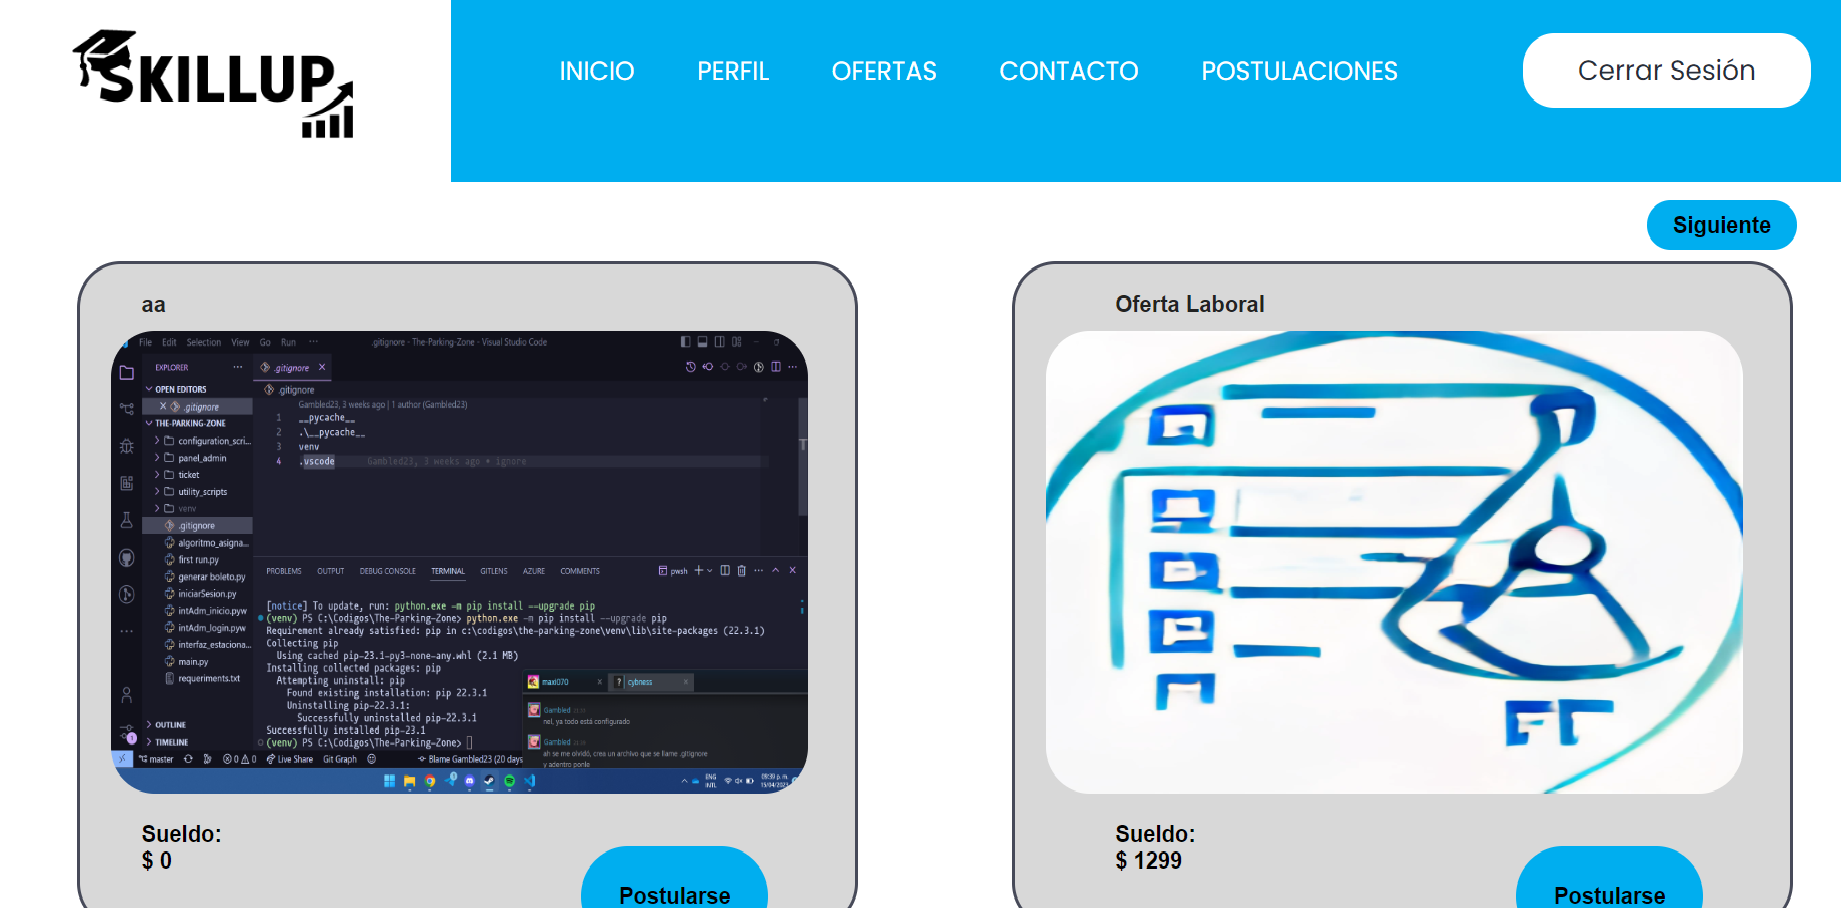 SKILLUP
INICIO PERFIL OFERTAS CONTACTO POSTULACIONES Cerrar Sesión
Siguiente
aa
File Edit Selection View Go Run ··· .gitignore - The-Parking-Zone - Visual Studio Code
EXPLORER ···
.gitignore ×
OPEN EDITORS
× .gitignore
THE-PARKING-ZONE
configuration_scri...
panel_admin
ticket
utility_scripts
venv
.gitignore
algoritmo_asigna...
first run.py
generar boleto.py
iniciarSesion.py
intAdm_inicio.pyw
intAdm_login.pyw
interfaz_estaciona...
main.py
requeriments.txt
OUTLINE
TIMELINE
.gitignore
Gambled23, 3 weeks ago | 1 author (Gambled23)
1 __pycache__
2 .\__pycache__
3 venv
4 .vscode Gambled23, 3 weeks ago • ignore
PROBLEMS OUTPUT DEBUG CONSOLE TERMINAL GITLENS AZURE COMMENTS pwsh
[notice] To update, run: python.exe -m pip install --upgrade pip
(venv) PS C:\Codigos\The-Parking-Zone> python.exe -m pip install --upgrade pip
Requirement already satisfied: pip in c:\codigos\the-parking-zone\venv\lib\site-packages (22.3.1)
Collecting pip
Using cached pip-23.1-py3-none-any.whl (2.1 MB)
Installing collected packages: pip
Attempting uninstall: pip
Found existing installation: pip 22.3.1
Uninstalling pip-22.3.1:
Successfully uninstalled pip-22.3.1
Successfully installed pip-23.1
(venv) PS C:\Codigos\The-Parking-Zone>
maxi070 × ? cybness ×
Gambled
nel, ya todo está configurado
Gambled
ah se me olvidó, crea un archivo que se llame .gitignore
y adentro ponle
master 0 0 Live Share Git Graph Blame Gambled23 (20 days
ENG
INTL
09:39 p. m.
15/04/2023
Sueldo:
$ 0
Postularse
Oferta Laboral
Sueldo:
$ 1299
Postularse